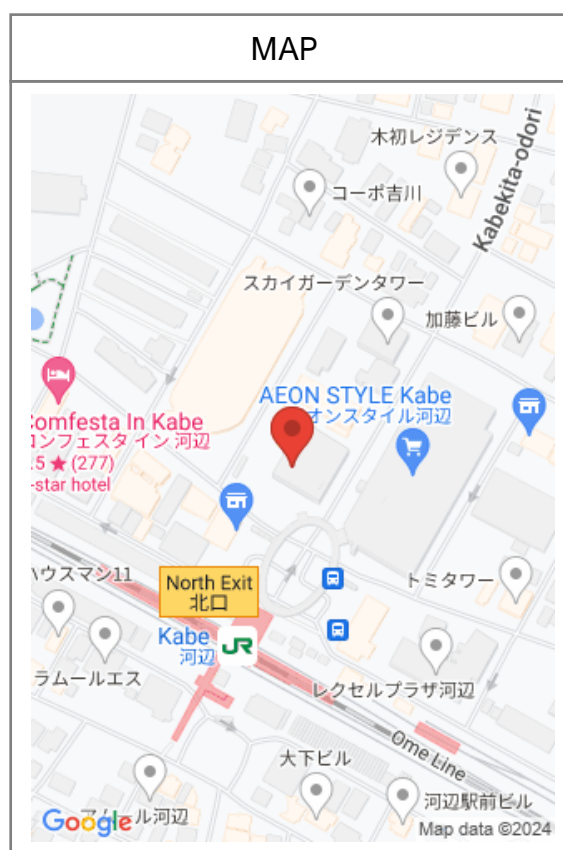 MAP
木初レジデンス
コーポ吉川
Kabekita-odori
スカイガーデンタワー
加藤ビル
AEON STYLE Kabe
オンスタイル河辺
Comfesta In Kabe
コンフェスタ イン 河辺
.5 ★ (277)
-star hotel
ハウスマン11
North Exit
北口
トミタワー
Kabe
河辺
JR
ラムールエス
レクセルプラザ河辺
Ome Line
大下ビル
河辺駅前ビル
アムール河辺
Google
Map data ©2024